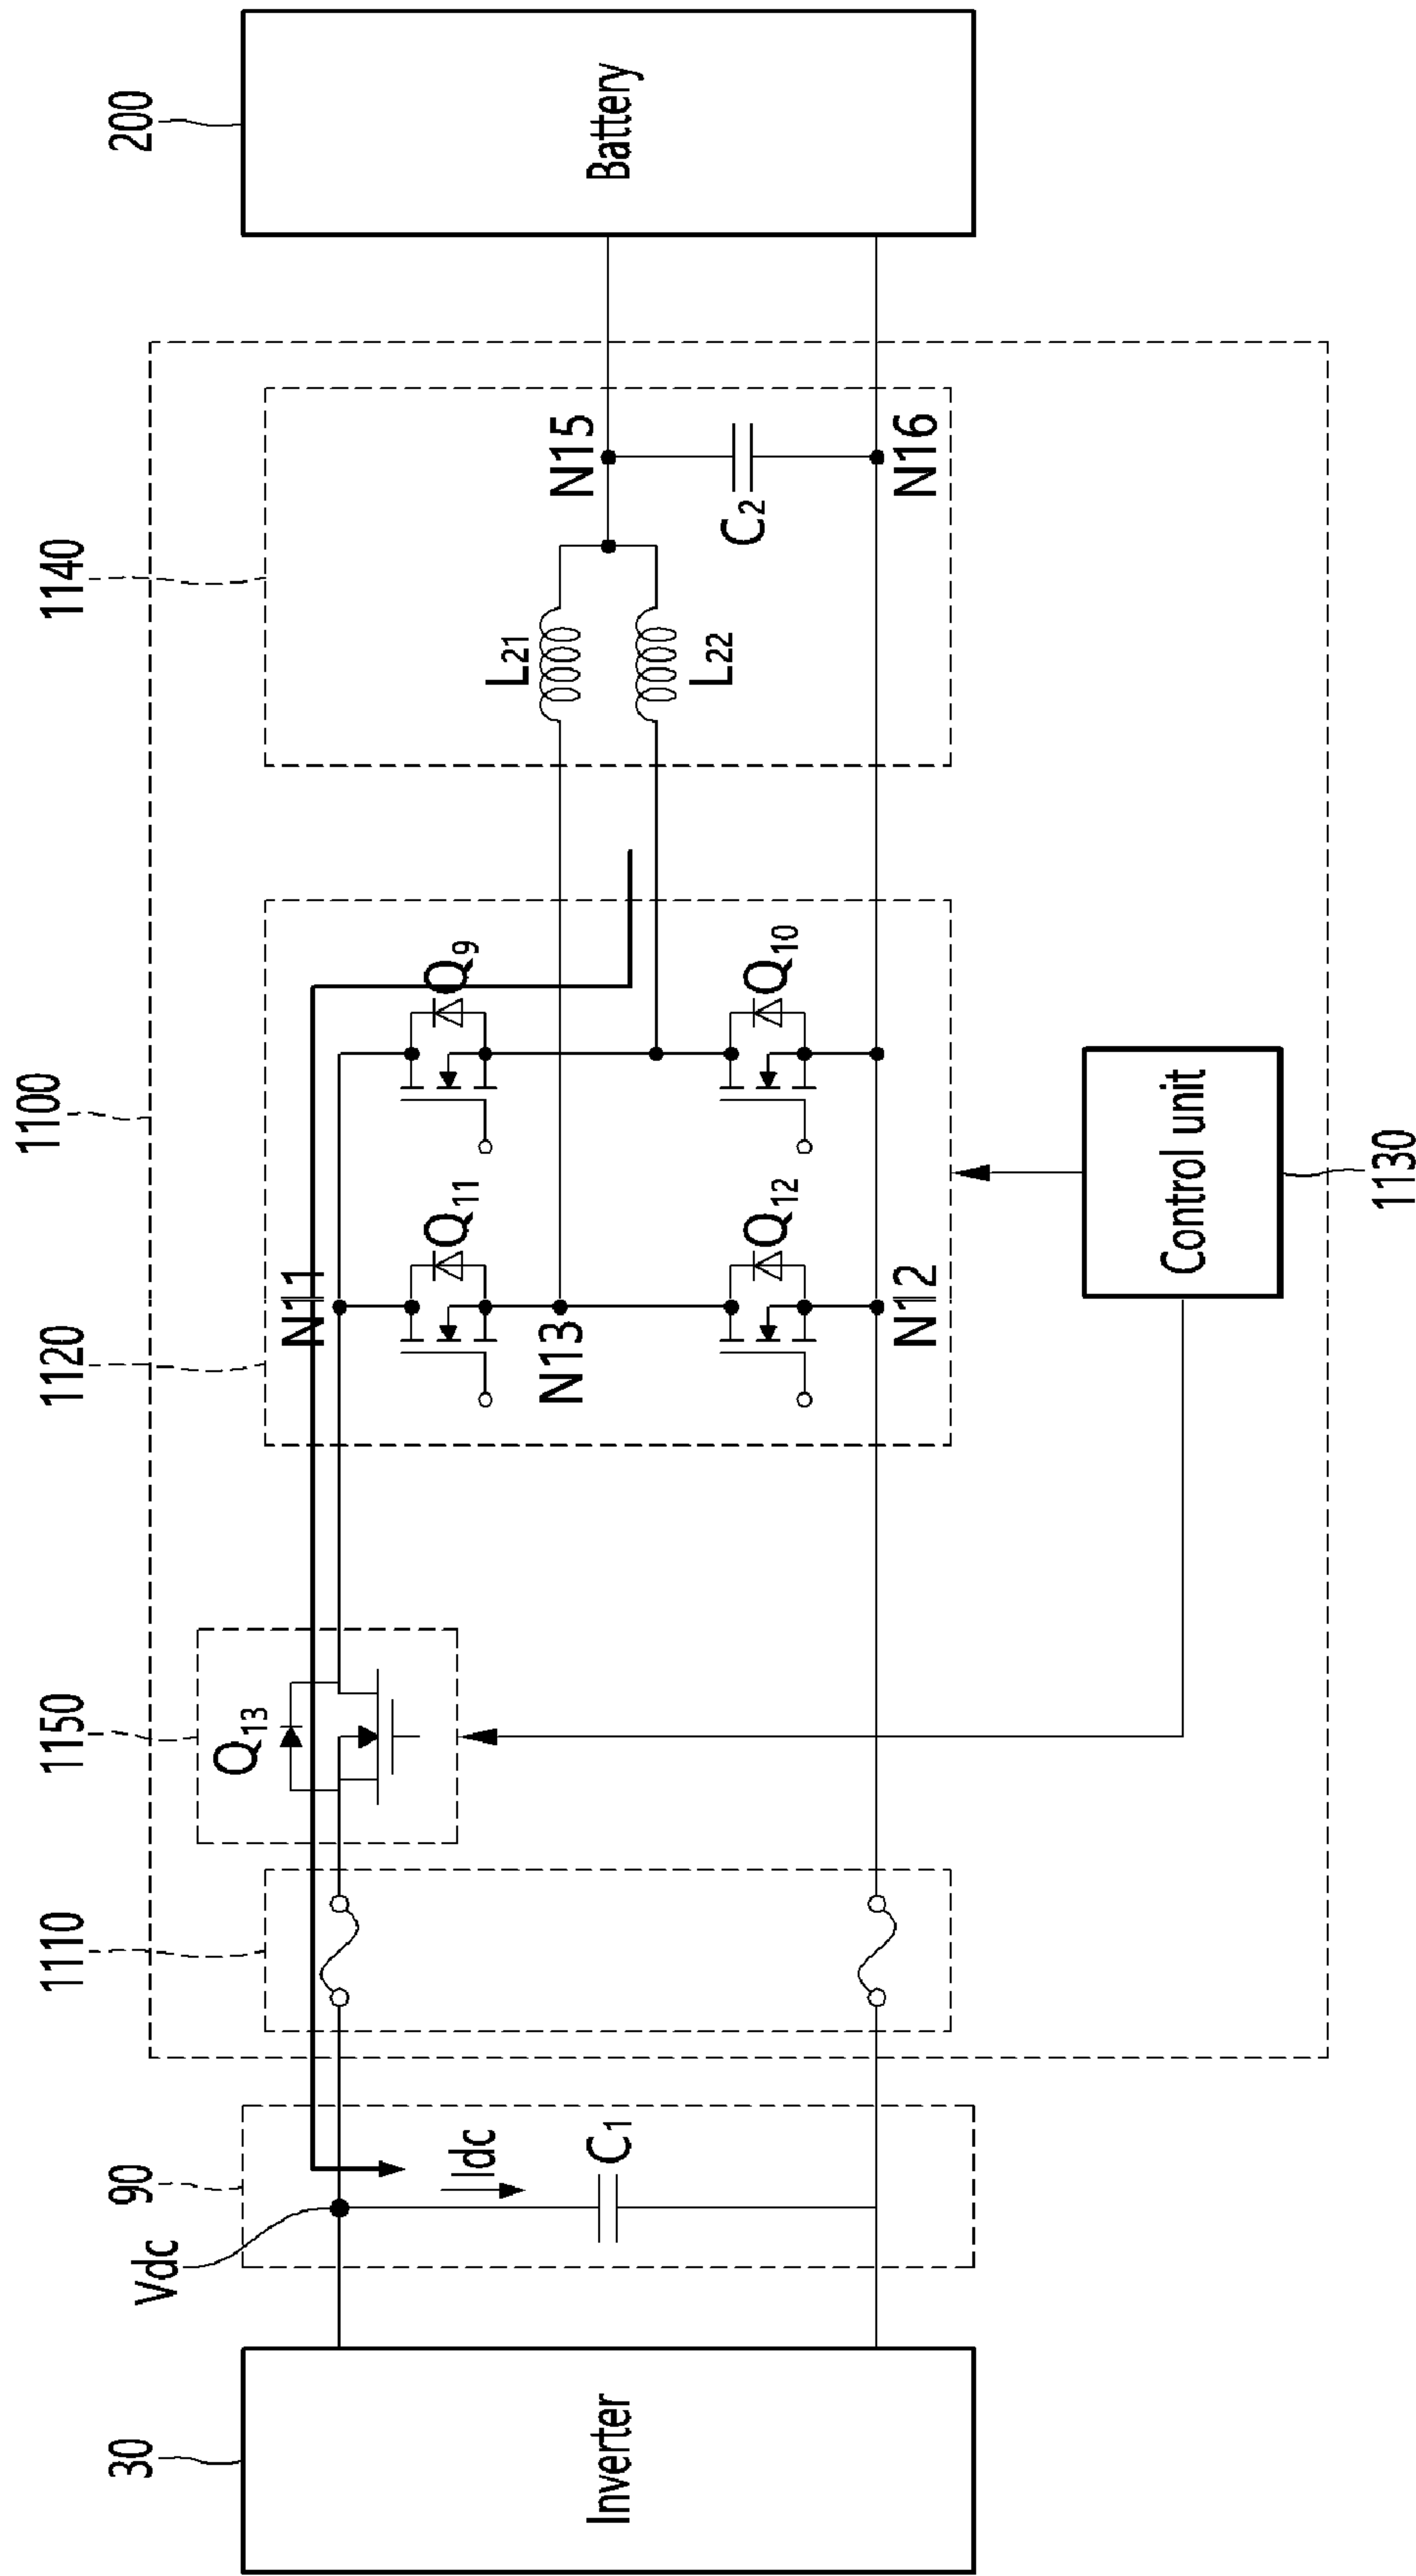 1100
1110
1150
1120
1140
30
90
200
Vdc
Q13
N11
Q11
Q9
Idc
C1
Inverter
N13
L21
L22
N15
Battery
Q12
Q10
C2
N12
N16
Control unit
1130